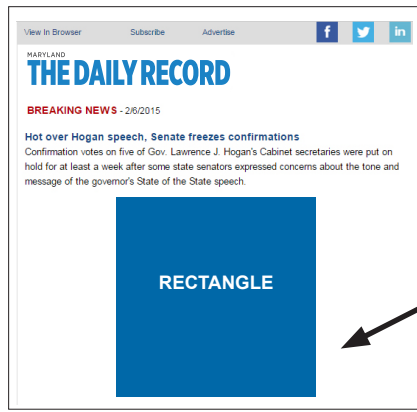 View In Browser Subscribe Advertise f in
MARYLAND
THE DAILY RECORD
BREAKING NEWS - 2/6/2015
Hot over Hogan speech, Senate freezes confirmations
Confirmation votes on five of Gov. Lawrence J. Hogan's Cabinet secretaries were put on
hold for at least a week after some state senators expressed concerns about the tone and
message of the governor's State of the State speech.
RECTANGLE